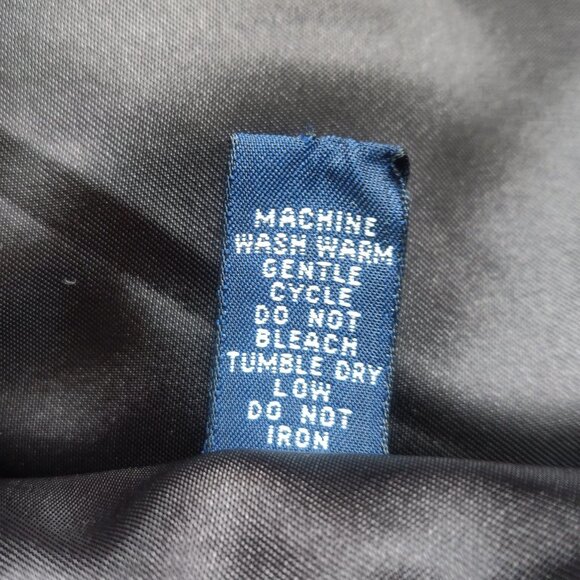 MACHINE
WASH WARM
GENTLE
CYCLE
DO NOT
BLEACH
TUMBLE DRY
LOW
DO NOT
IRON